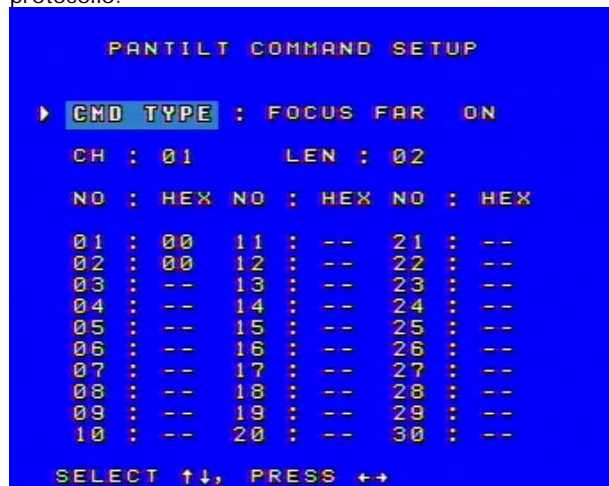 protocollo.
PANTILT COMMAND SETUP
CMD TYPE : FOCUS FAR ON
CH : 01 LEN : 02
NO : HEX NO : HEX NO : HEX
01 : 00 11 : -- 21 : --
02 : 00 12 : -- 22 : --
03 : -- 13 : -- 23 : --
04 : -- 14 : -- 24 : --
05 : -- 15 : -- 25 : --
06 : -- 16 : -- 26 : --
07 : -- 17 : -- 27 : --
08 : -- 18 : -- 28 : --
09 : -- 19 : -- 29 : --
10 : -- 20 : -- 30 : --
SELECT ↑↓, PRESS ←→